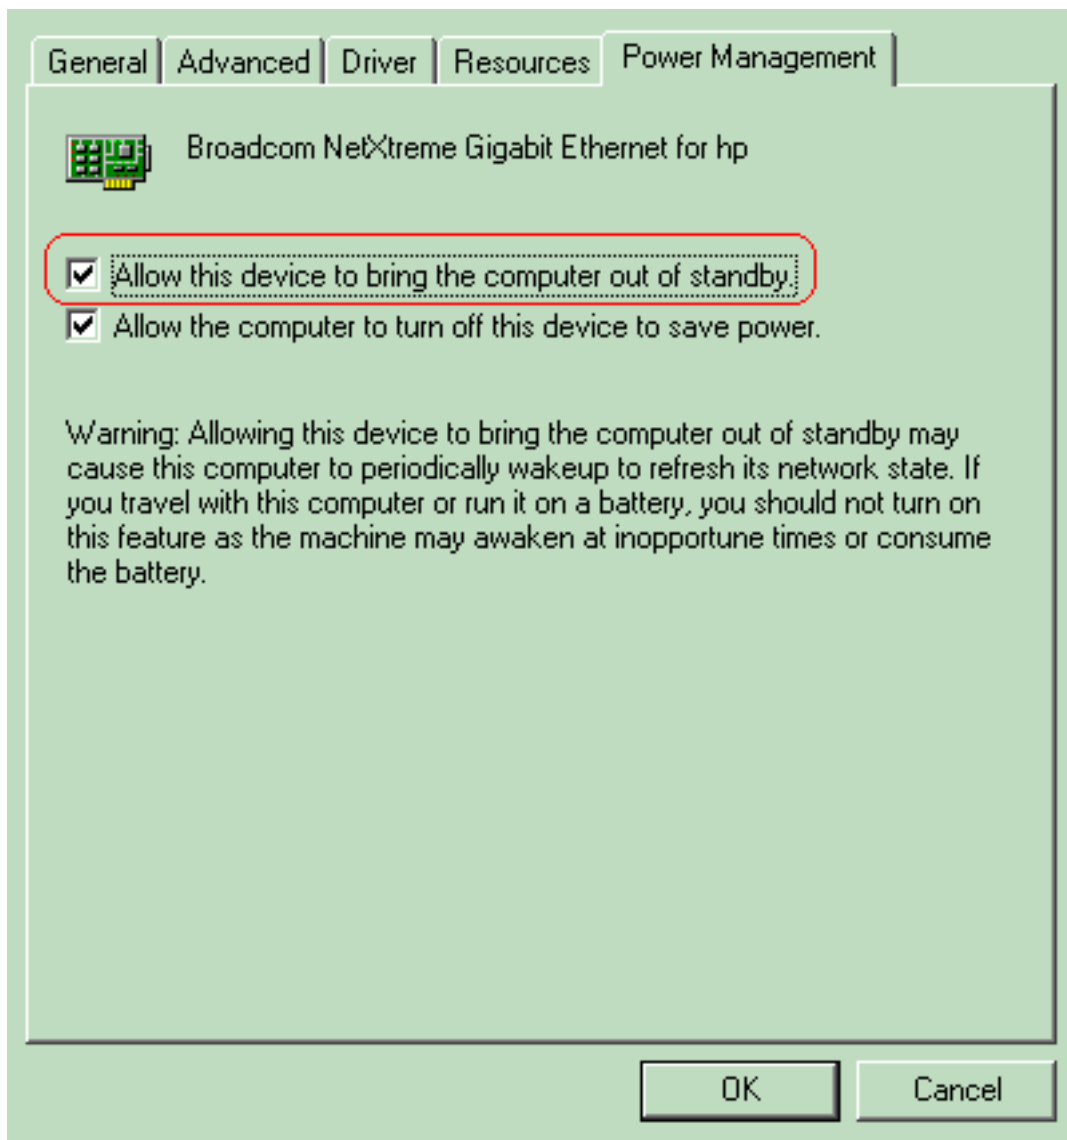 General Advanced Driver Resources Power Management
Broadcom NetXtreme Gigabit Ethernet for hp
Allow this device to bring the computer out of standby.
Allow the computer to turn off this device to save power.
Warning: Allowing this device to bring the computer out of standby may
cause this computer to periodically wakeup to refresh its network state. If
you travel with this computer or run it on a battery, you should not turn on
this feature as the machine may awaken at inopportune times or consume
the battery.
OK Cancel